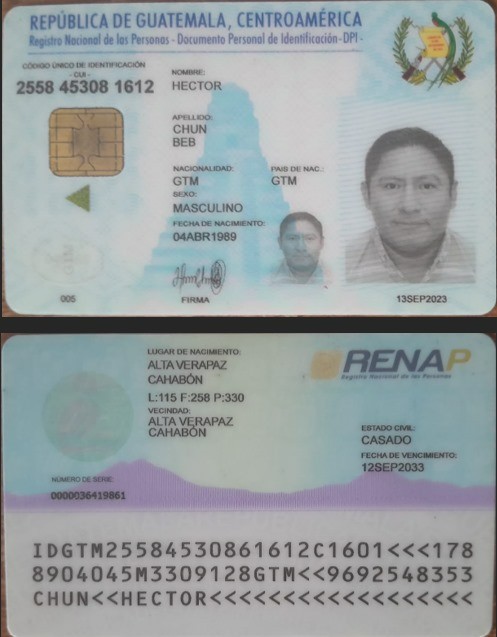 REPÚBLICA DE GUATEMALA, CENTROAMÉRICA
Registro Nacional de las Personas - Documento Personal de Identificación - DPI -
CÓDIGO ÚNICO DE IDENTIFICACIÓN
- CUI -
2558 45308 1612
NOMBRE:
HECTOR
APELLIDO:
CHUN
BEB
NACIONALIDAD: PAIS DE NAC.:
GTM GTM
SEXO:
MASCULINO
FECHA DE NACIMIENTO:
04ABR1989
005 FIRMA 13SEP2023
LUGAR DE NACIMIENTO:
ALTA VERAPAZ
CAHABÓN
L:115 F:258 P:330
VECINDAD:
ALTA VERAPAZ
CAHABÓN
RENAP
Registro Nacional de las Personas
ESTADO CIVIL:
CASADO
FECHA DE VENCIMIENTO:
12SEP2033
NÚMERO DE SERIE:
0000036419861
IDGTM25584530861612C1601<<<178
8904045M3309128GTM<<9692548353
CHUN<<HECTOR<<<<<<<<<<<<<<<<<<